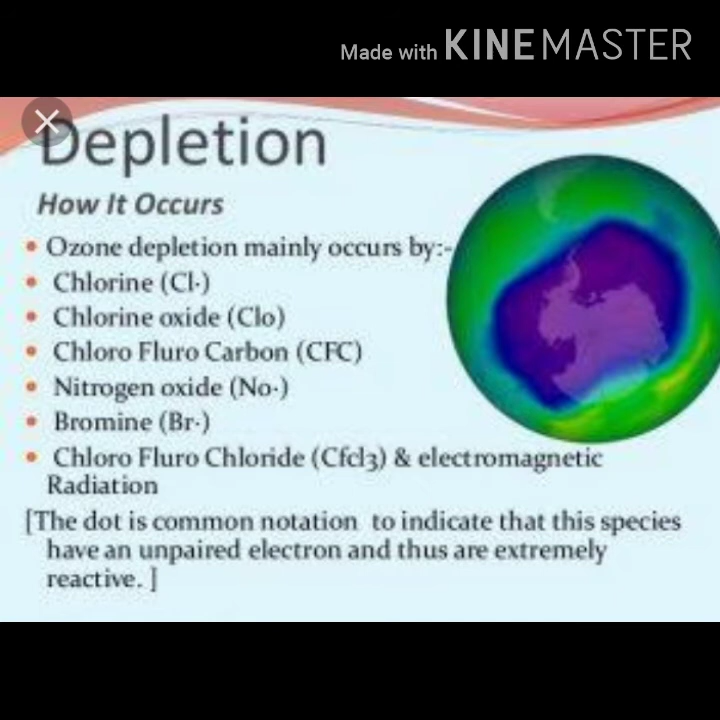 Made with KINEMASTER
Depletion
How It Occurs
• Ozone depletion mainly occurs by:-
• Chlorine (Cl·)
• Chlorine oxide (Clo)
• Chloro Fluro Carbon (CFC)
• Nitrogen oxide (No·)
• Bromine (Br·)
• Chloro Fluro Chloride (Cfcl3) & electromagnetic
Radiation
[The dot is common notation to indicate that this species
have an unpaired electron and thus are extremely
reactive. ]